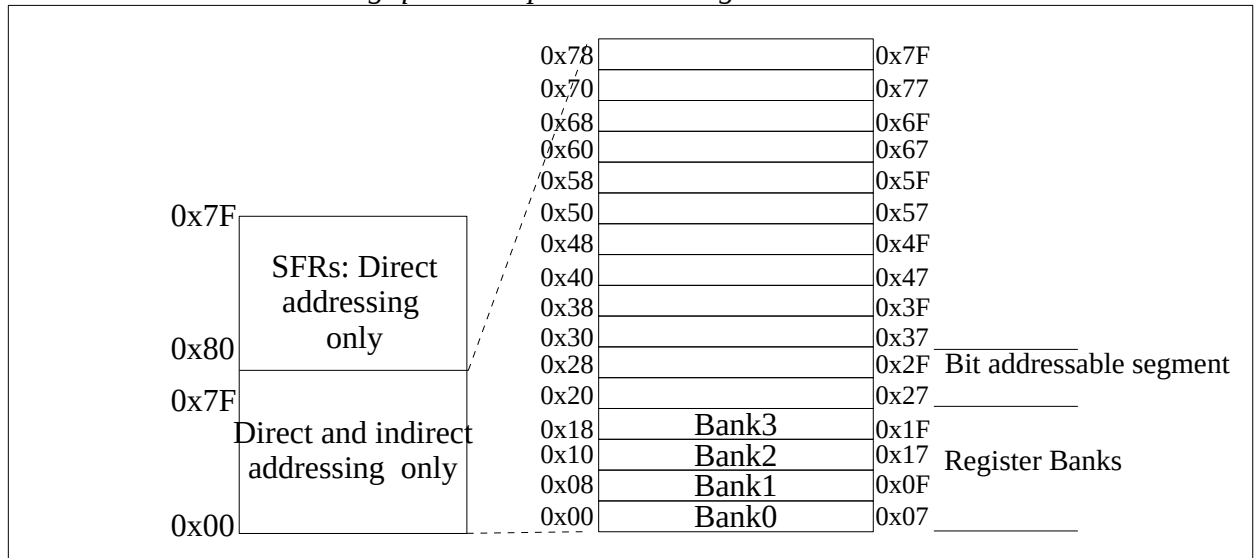 0x78 0x7F
0x70 0x77
0x68 0x6F
0x60 0x67
0x58 0x5F
0x50 0x57
0x48 0x4F
0x40 0x47
0x38 0x3F
0x30 0x37
0x28 0x2F Bit addressable segment
0x20 0x27
0x18 Bank3 0x1F
0x10 Bank2 0x17 Register Banks
0x08 Bank1 0x0F
0x00 Bank0 0x07
0x7F
SFRs: Direct
addressing
only
0x80
0x7F
Direct and indirect
addressing only
0x00